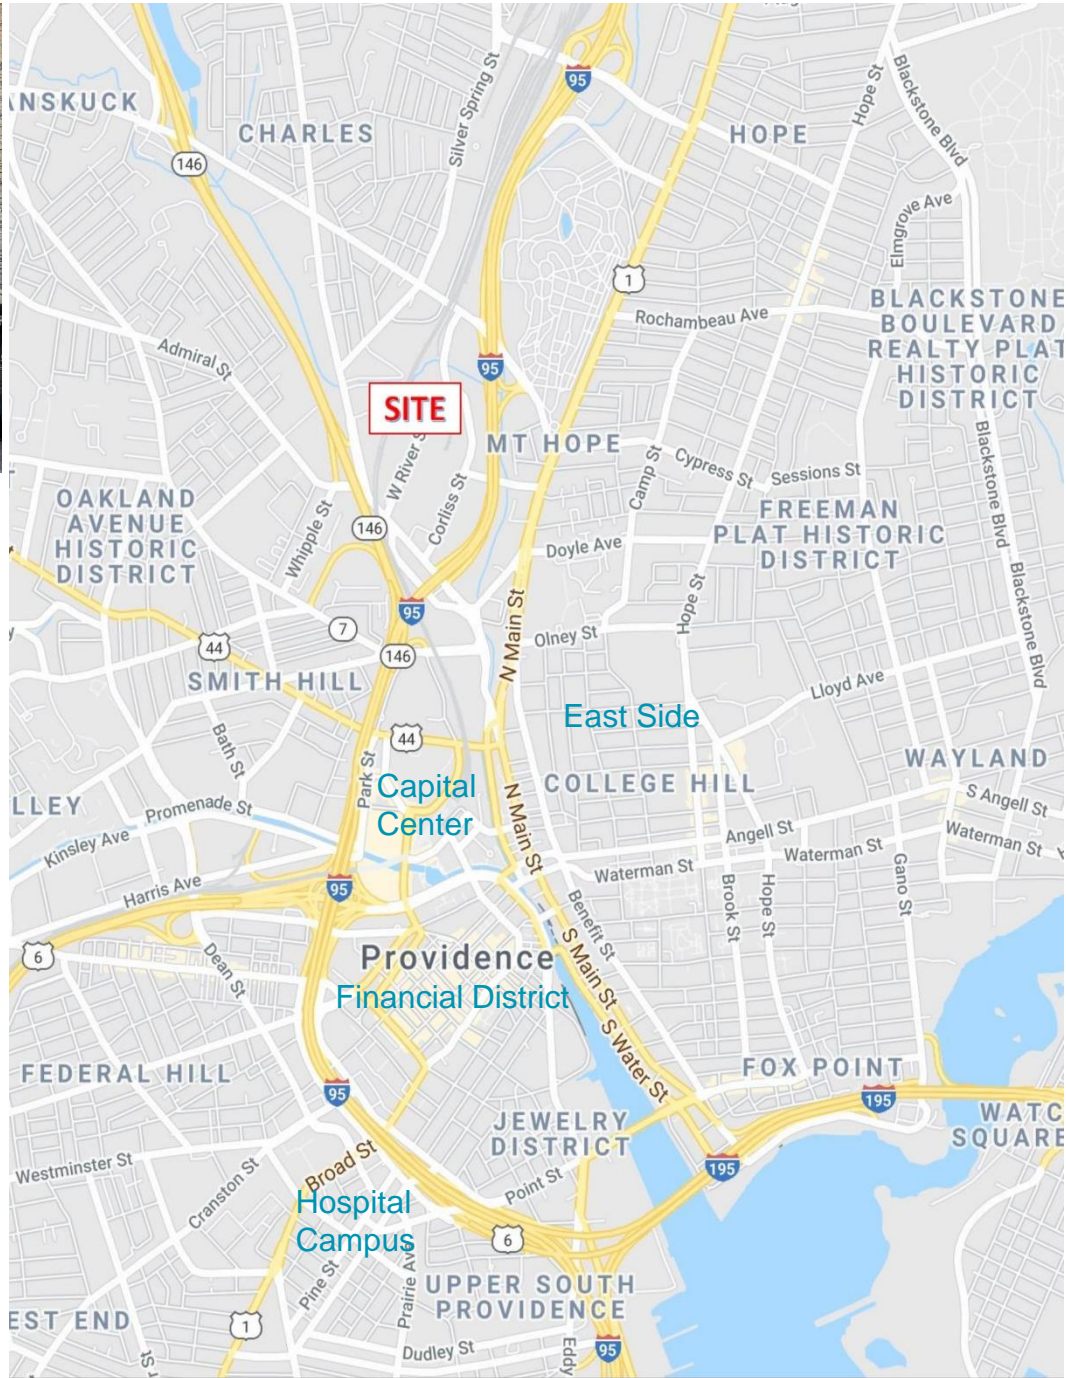 95
ANSKUCK
CHARLES
HOPE
146
Silver Spring St
Hope St
Blackstone Blvd
Elmgrove Ave
1
BLACKSTONE
BOULEVARD
REALTY PLAT
HISTORIC
DISTRICT
Rochambeau Ave
Admiral St
95
SITE
MT HOPE
W River S
Corliss St
Camp St
Cypress St
Sessions St
Blackstone Blvd
OAKLAND
AVENUE
HISTORIC
DISTRICT
Whipple St
146
FREEMAN
PLAT HISTORIC
DISTRICT
Doyle Ave
Hope St
Blackstone Blvd
95
7
146
44
N Main St
Olney St
SMITH HILL
Lloyd Ave
East Side
Bath St
44
Park St
Capital
Center
COLLEGE HILL
WAYLAND
LLEY
Promenade St
Kinsley Ave
N Main St
S Angell St
Angell St
Waterman St
Waterman St
Waterman St
Harris Ave
95
Benefit St
Brook St
Hope St
Gano St
6
Dean St
Providence
Financial District
S Main St
S Water St
FEDERAL HILL
95
FOX POINT
195
JEWELRY
DISTRICT
WATC
SQUARE
Westminster St
Cranston St
Broad St
Point St
195
Hospital
Campus
6
Pine St
Prairie Ave
UPPER SOUTH
PROVIDENCE
EST END
1
Dudley St
Eddy
95